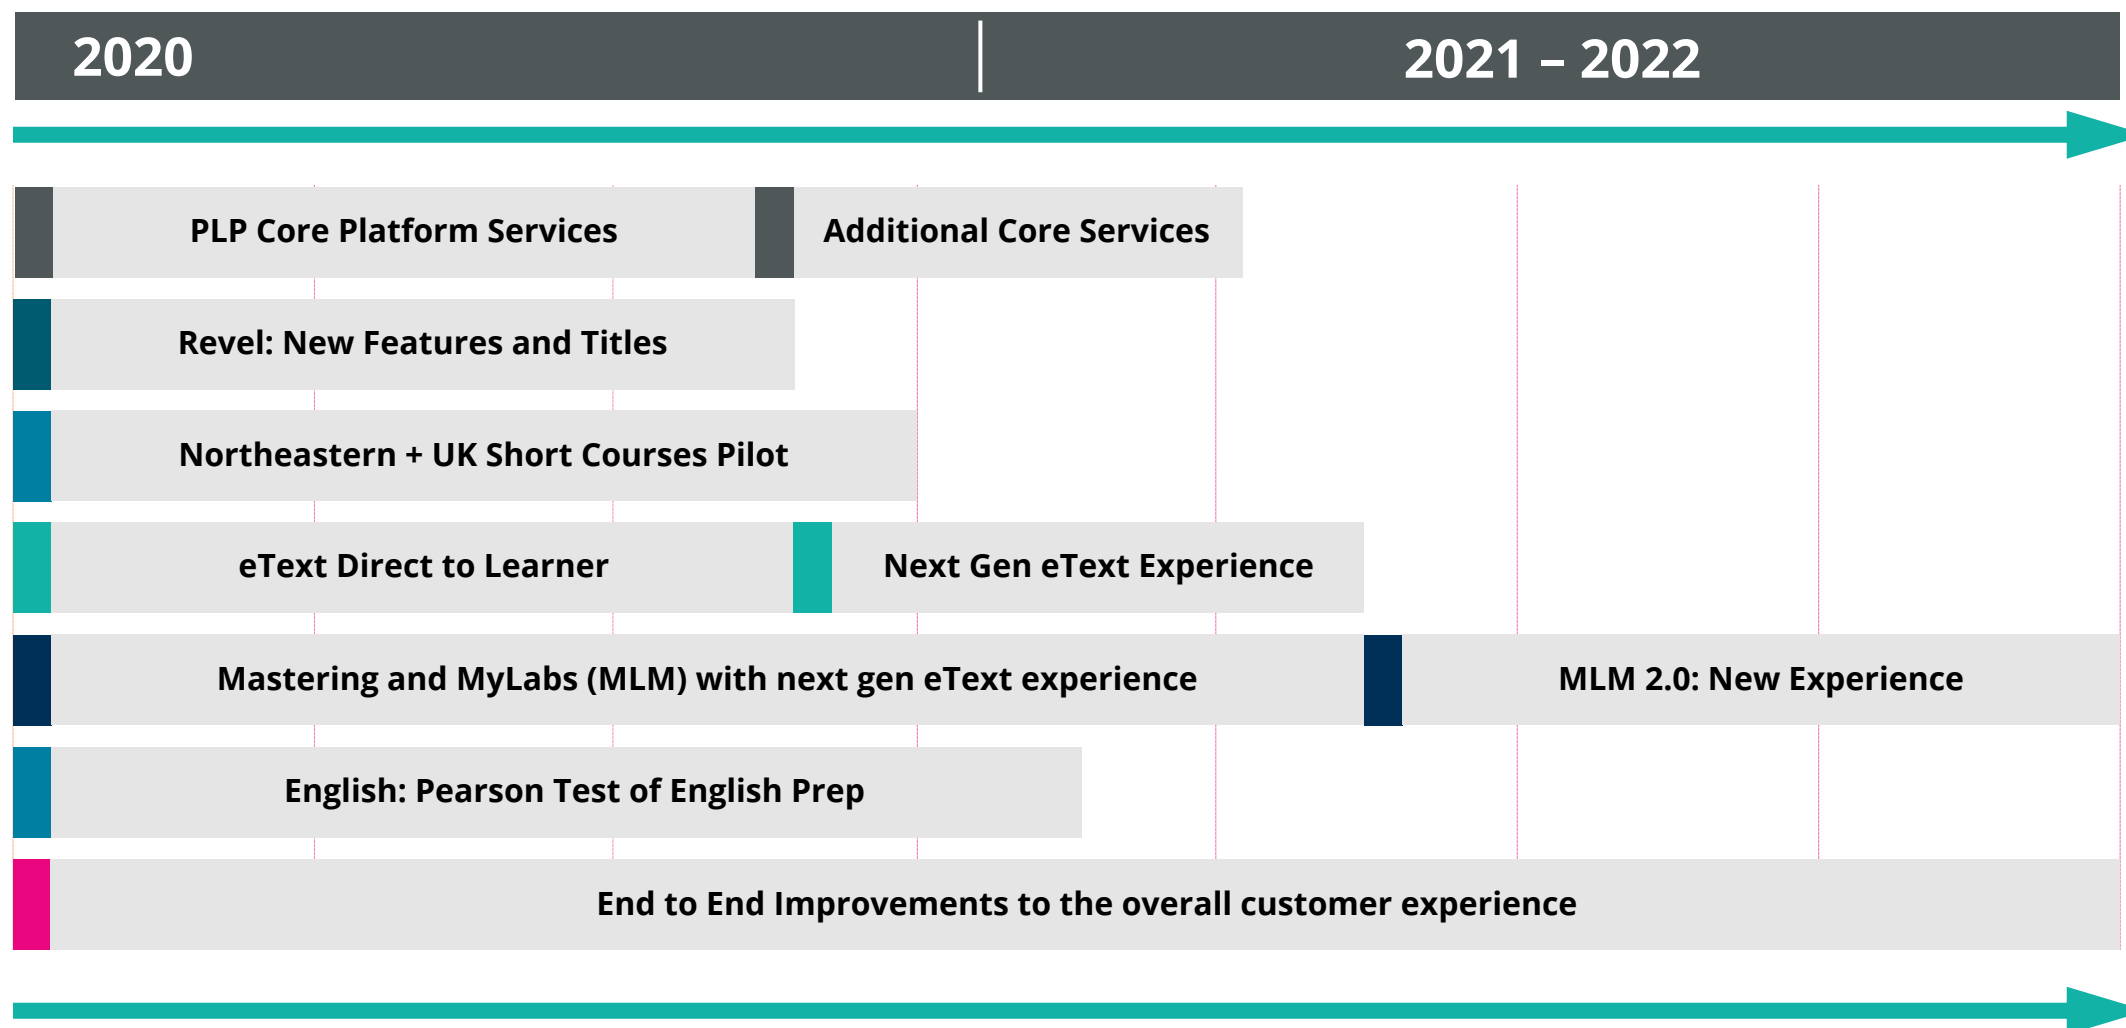 2020
2021 – 2022
PLP Core Platform Services
Additional Core Services
Revel: New Features and Titles
Northeastern + UK Short Courses Pilot
eText Direct to Learner
Next Gen eText Experience
Mastering and MyLabs (MLM) with next gen eText experience
MLM 2.0: New Experience
English: Pearson Test of English Prep
End to End Improvements to the overall customer experience